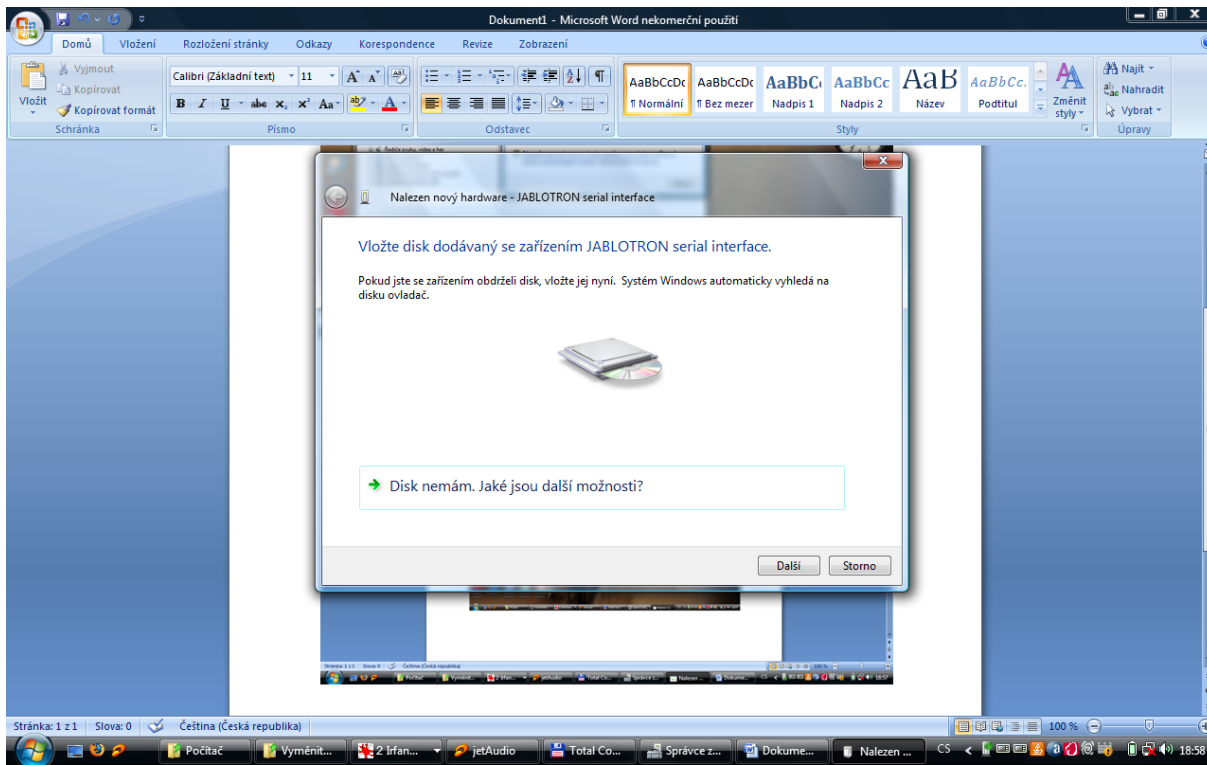 Dokument1 - Microsoft Word nekomerční použití
Domů Vložení Rozložení stránky Odkazy Korespondence Revize Zobrazení
Vložit
Vyjmout
Kopírovat
Kopírovat formát
Schránka
Calibri (Základní text) 11
B I U abc x₂ x² Aa
Písmo
Odstavec
AaBbCcDc AaBbCcDc AaBbC AaBbCc AaB AaBbCc.
¶ Normální ¶ Bez mezer Nadpis 1 Nadpis 2 Název Podtitul
Změnit
styly
Styly
Najít
Nahradit
Vybrat
Úpravy
Nalezen nový hardware - JABLOTRON serial interface
Vložte disk dodávaný se zařízením JABLOTRON serial interface.
Pokud jste se zařízením obdrželi disk, vložte jej nyní. Systém Windows automaticky vyhledá na
disku ovladač.
Disk nemám. Jaké jsou další možnosti?
Další Storno
Stránka: 1 z 1 Slova: 0 Čeština (Česká republika) 100 %
Počítač Vyměnit... 2 Irfan... jetAudio Total Co... Správce z... Dokume... Nalezen ... CS 18:58